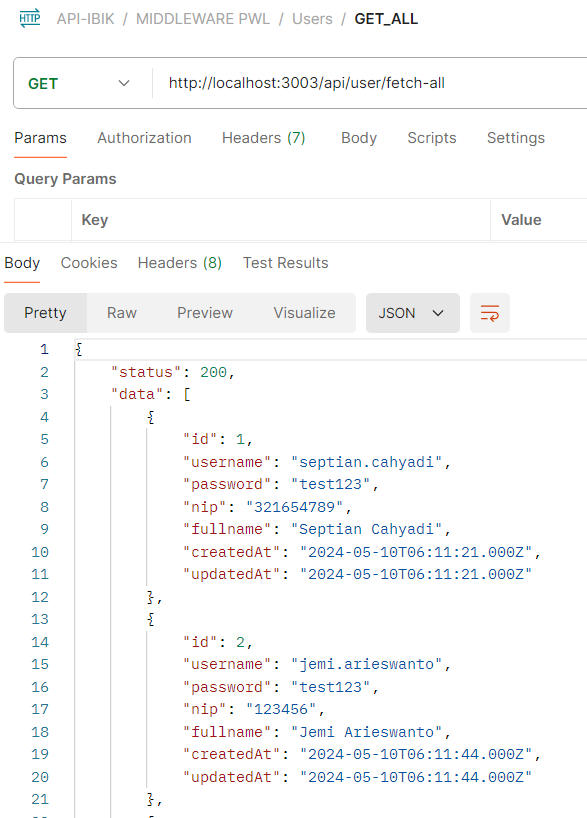 HTTP API-IBIK / MIDDLEWARE PWL / Users / GET_ALL
GET http://localhost:3003/api/user/fetch-all
Params Authorization Headers (7) Body Scripts Settings
Query Params
Key Value
Body Cookies Headers (8) Test Results
Pretty Raw Preview Visualize JSON
1 {
2 "status": 200,
3 "data": [
4 {
5 "id": 1,
6 "username": "septian.cahyadi",
7 "password": "test123",
8 "nip": "321654789",
9 "fullname": "Septian Cahyadi",
10 "createdAt": "2024-05-10T06:11:21.000Z",
11 "updatedAt": "2024-05-10T06:11:21.000Z"
12 },
13 {
14 "id": 2,
15 "username": "jemi.arieswanto",
16 "password": "test123",
17 "nip": "123456",
18 "fullname": "Jemi Arieswanto",
19 "createdAt": "2024-05-10T06:11:44.000Z",
20 "updatedAt": "2024-05-10T06:11:44.000Z"
21 },